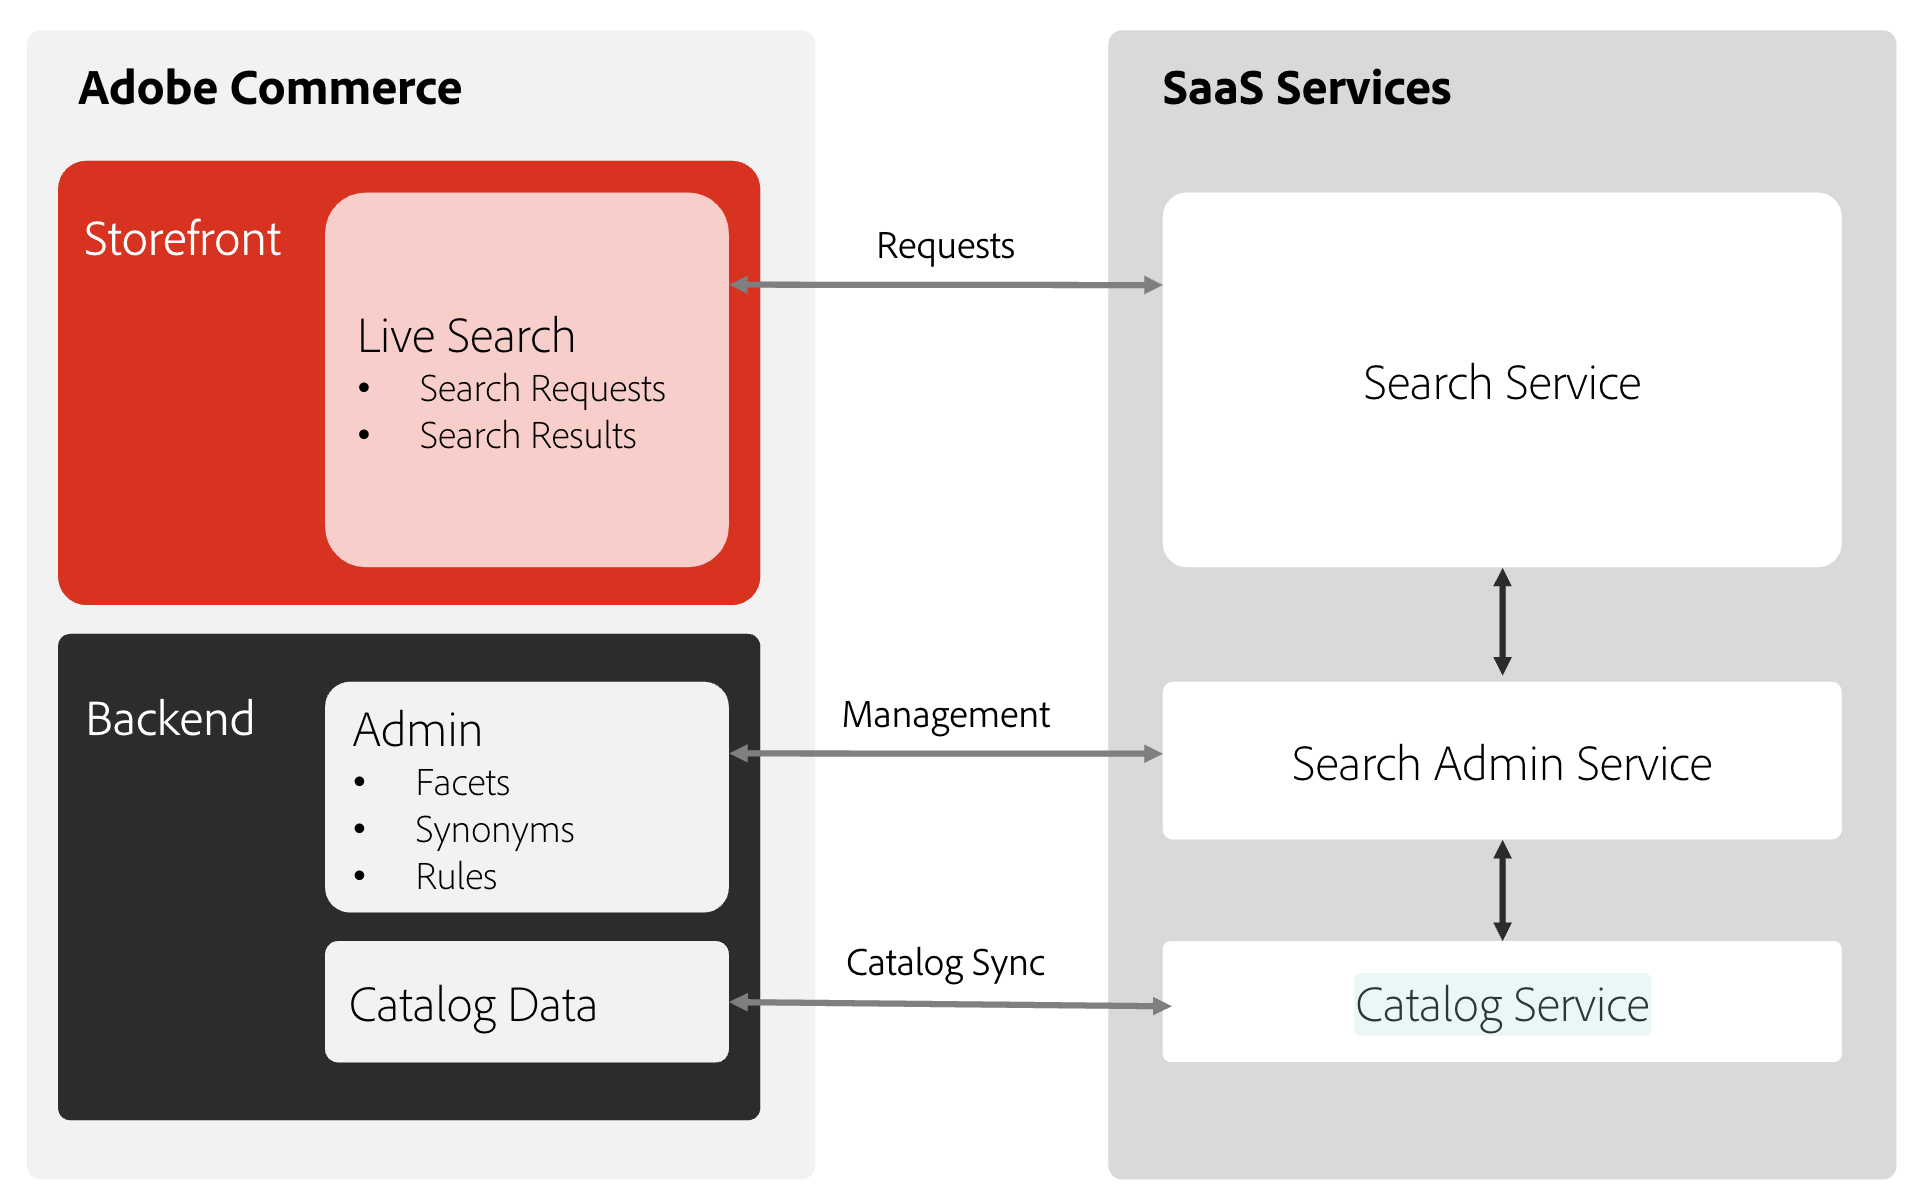 Adobe Commerce
Storefront
Live Search
• Search Requests
• Search Results
Backend
Admin
• Facets
• Synonyms
• Rules
Catalog Data
Requests
Management
Catalog Sync
SaaS Services
Search Service
Search Admin Service
Catalog Service